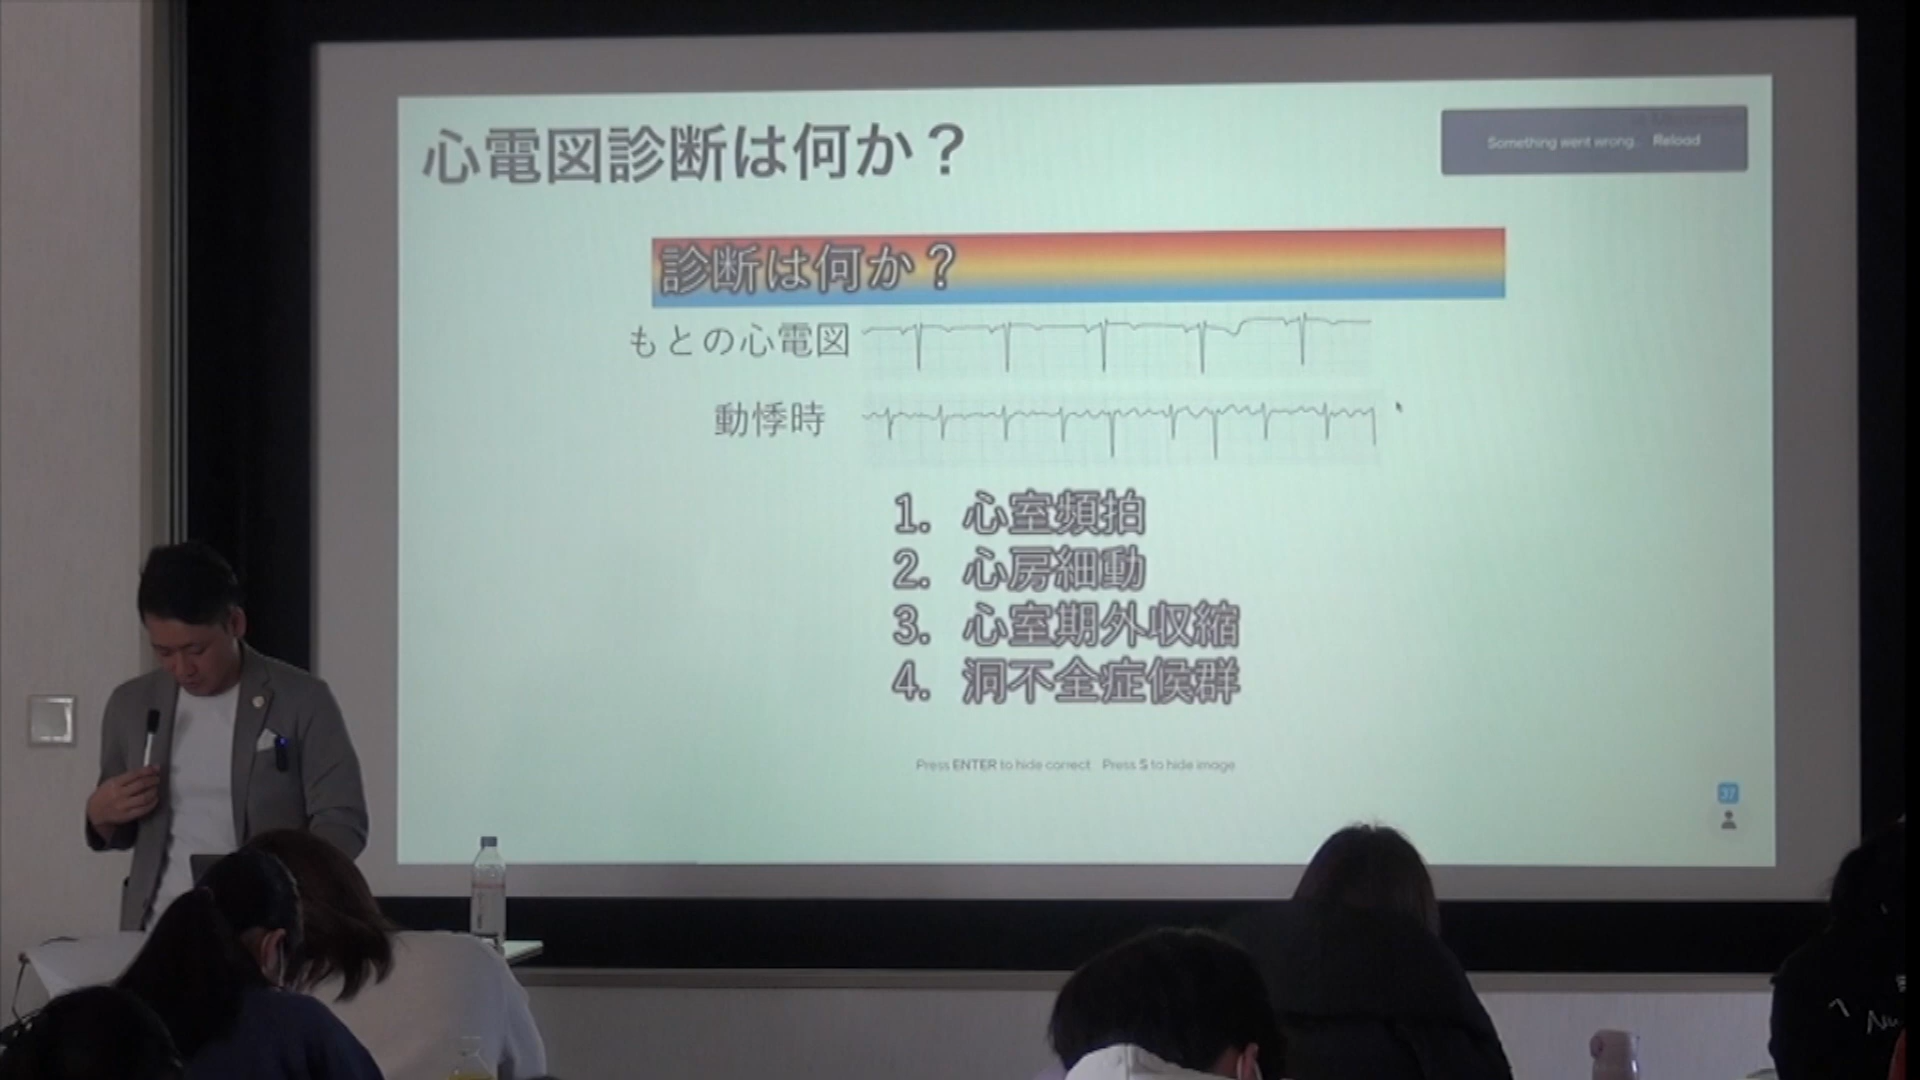 心電図診断は何か？
Something went wrong. Reload
診断は何か？
もとの心電図
動悸時
1. 心室頻拍
2. 心房細動
3. 心室期外収縮
4. 洞不全症候群
Press ENTER to hide correct Press S to hide image
37